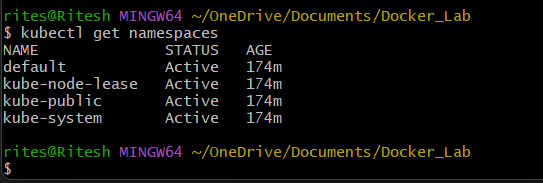 rites@Ritesh MINGW64 ~/OneDrive/Documents/Docker_Lab
$ kubectl get namespaces
NAME              STATUS   AGE
default           Active   174m
kube-node-lease   Active   174m
kube-public       Active   174m
kube-system       Active   174m
rites@Ritesh MINGW64 ~/OneDrive/Documents/Docker_Lab
$